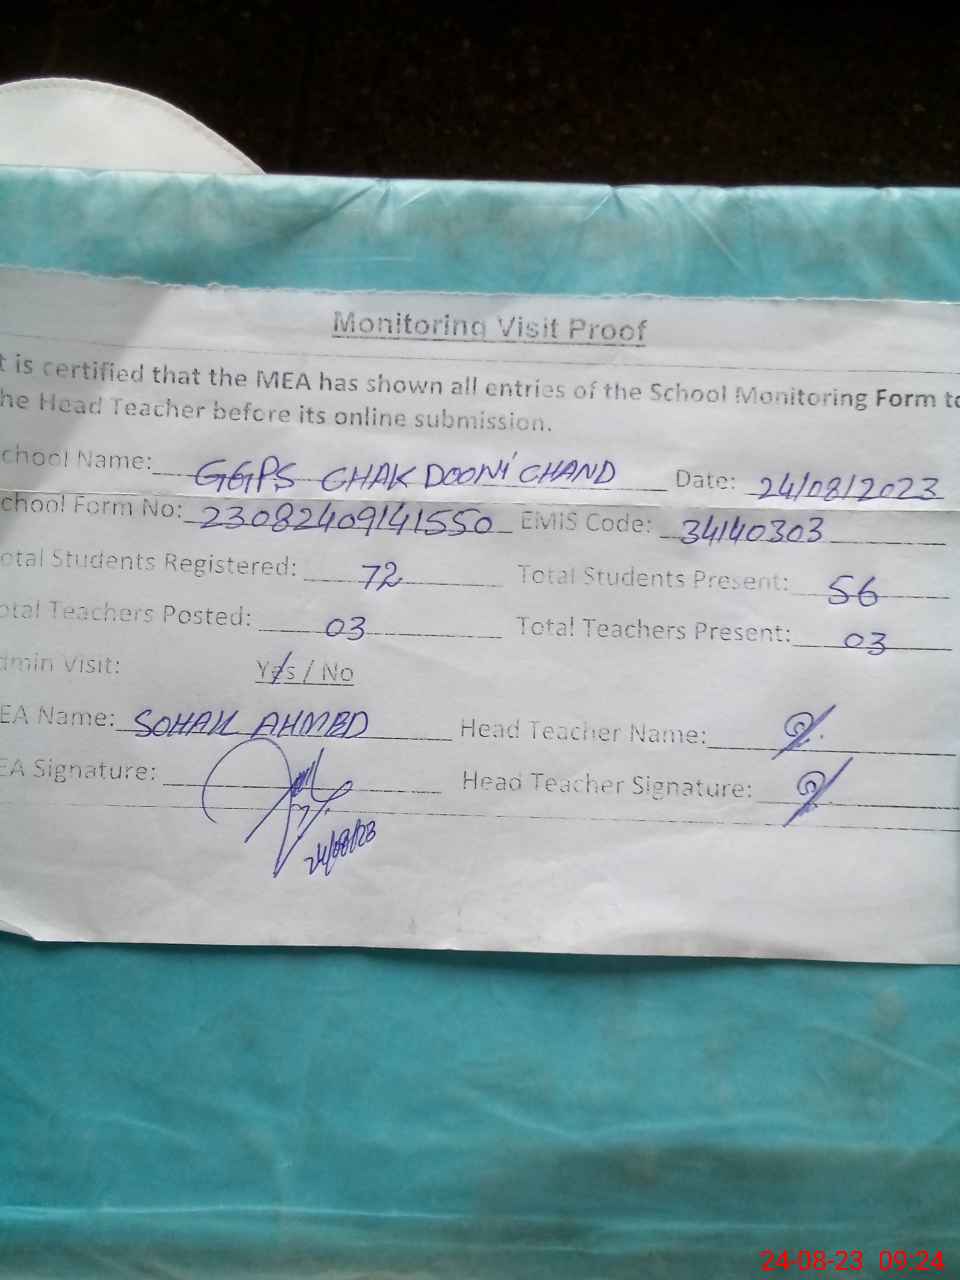 Monitoring Visit Proof
t is certified that the MEA has shown all entries of the School Monitoring Form to
he Head Teacher before its online submission.
chool Name: GGPS CHAK DOONI CHAND Date: 24/08/2023
chool Form No: 23082409141550 EMIS Code: 34140303
otal Students Registered: 72 Total Students Present: 56
otal Teachers Posted: 03 Total Teachers Present: 03
dmin Visit: Yes / No
EA Name: SOHAIL AHMED Head Teacher Name:
EA Signature: Head Teacher Signature:
24/08/23
24-08-23 09:24